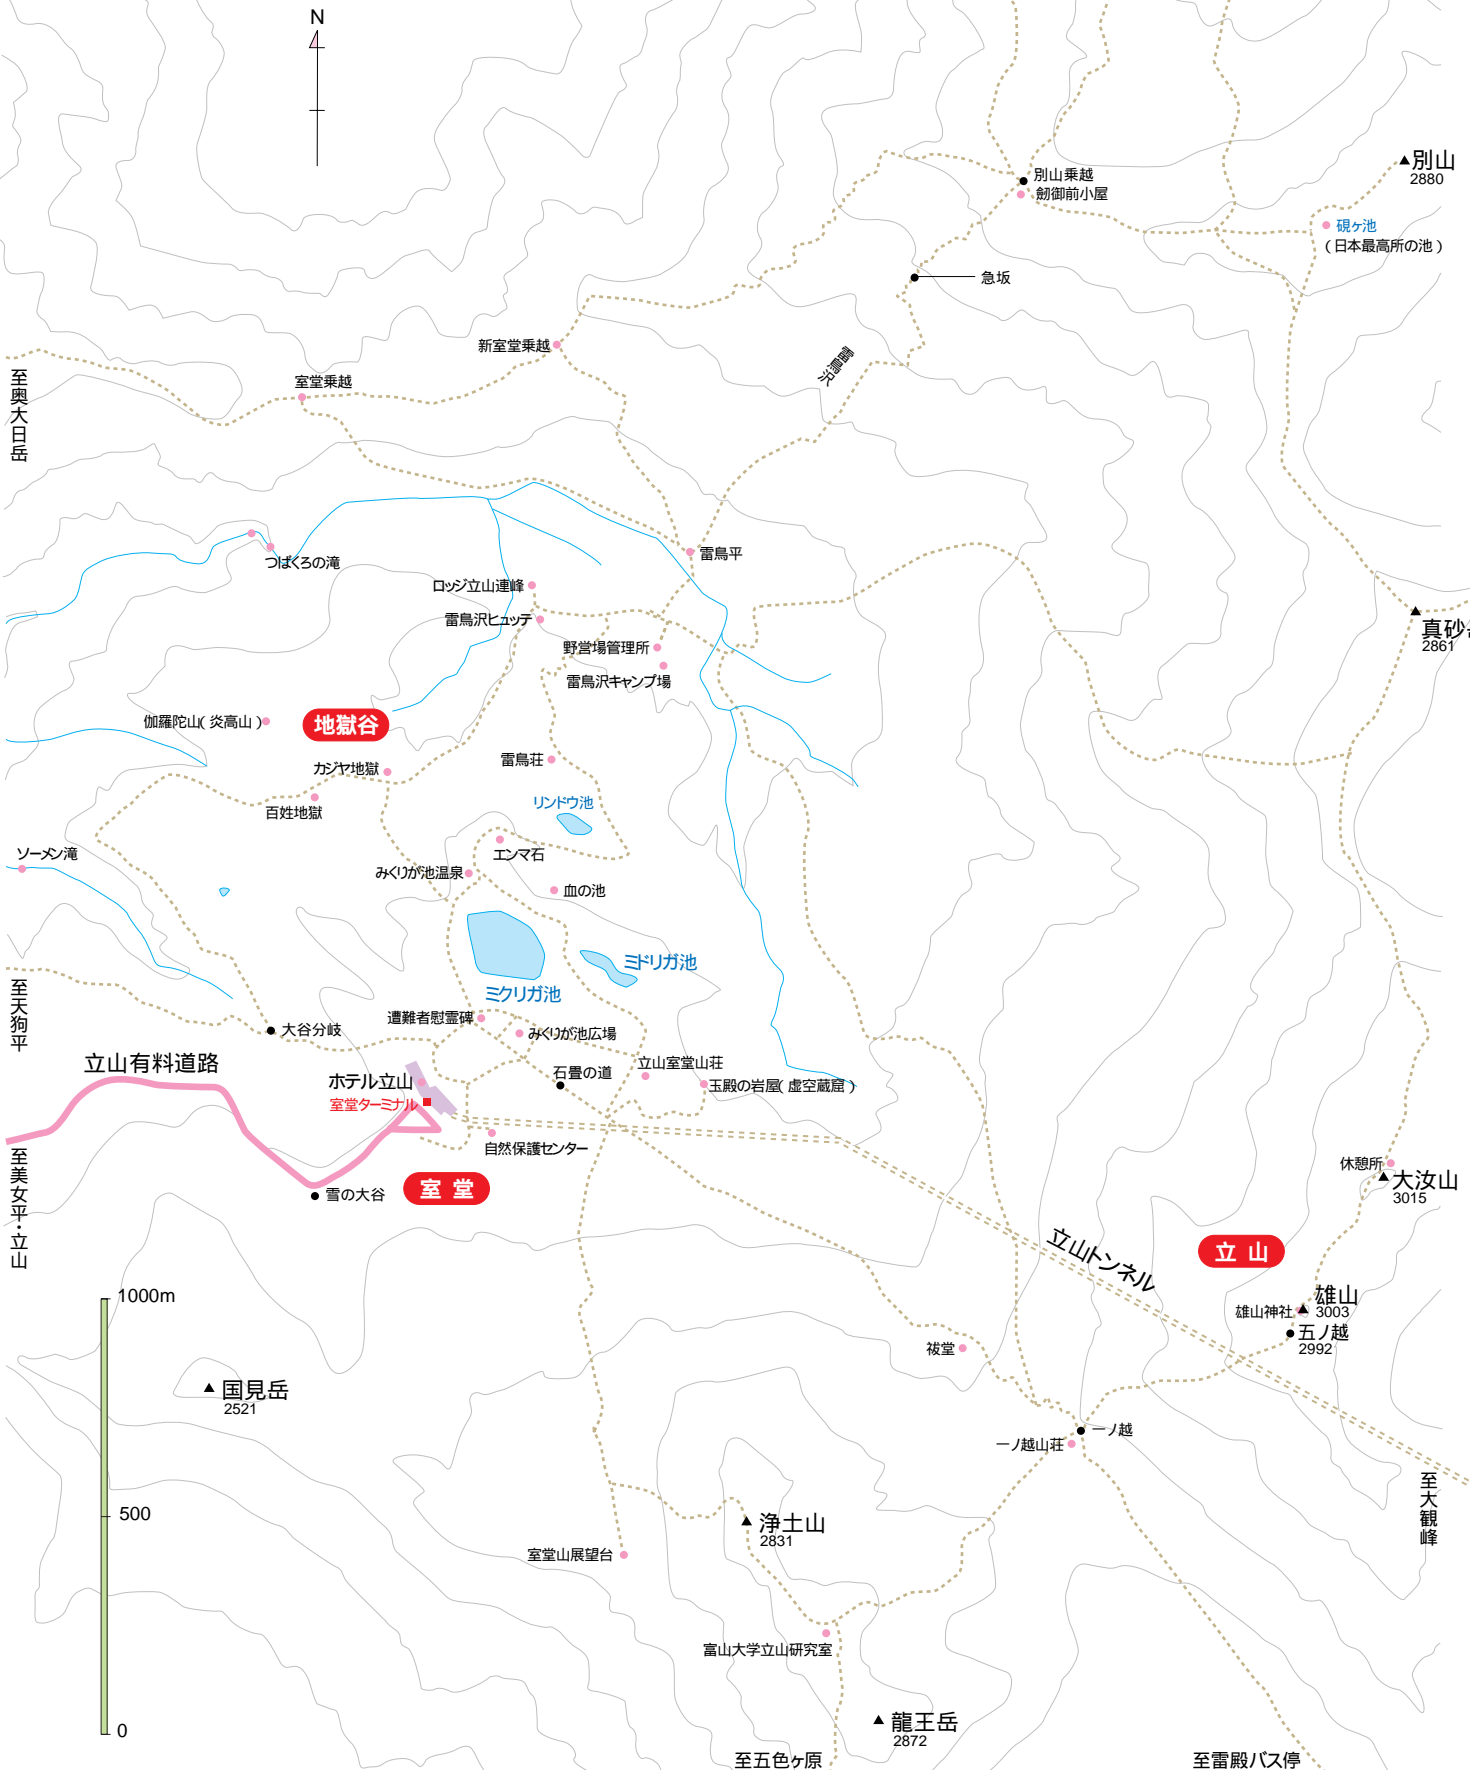 N
別山
2880
別山乗越
劔御前小屋
硯ヶ池
(日本最高所の池)
急坂
新室堂乗越
雷鳥沢
室堂乗越
至奥大日岳
つばくろの滝
雷鳥平
ロッジ立山連峰
雷鳥沢ヒュッテ
野営場管理所
雷鳥沢キャンプ場
真砂
2861
伽羅陀山(炎高山)
地獄谷
カジヤ地獄
雷鳥荘
百姓地獄
リンドウ池
ソーメン滝
エンマ石
みくりが池温泉
血の池
ミドリガ池
ミクリガ池
至天狗平
遭難者慰霊碑
みくりが池広場
大谷分岐
立山有料道路
石畳の道
立山室堂山荘
玉殿の岩屋(虚空蔵窟)
ホテル立山
室堂ターミナル
自然保護センター
至美女平・立山
雪の大谷
室堂
休憩所
大汝山
3015
立山トンネル
立山
1000m
雄山
雄山神社
3003
五ノ越
2992
祓堂
国見岳
2521
一ノ越
一ノ越山荘
至大観峰
500
浄土山
2831
室堂山展望台
富山大学立山研究室
龍王岳
2872
0
至五色ヶ原
至雷殿バス停